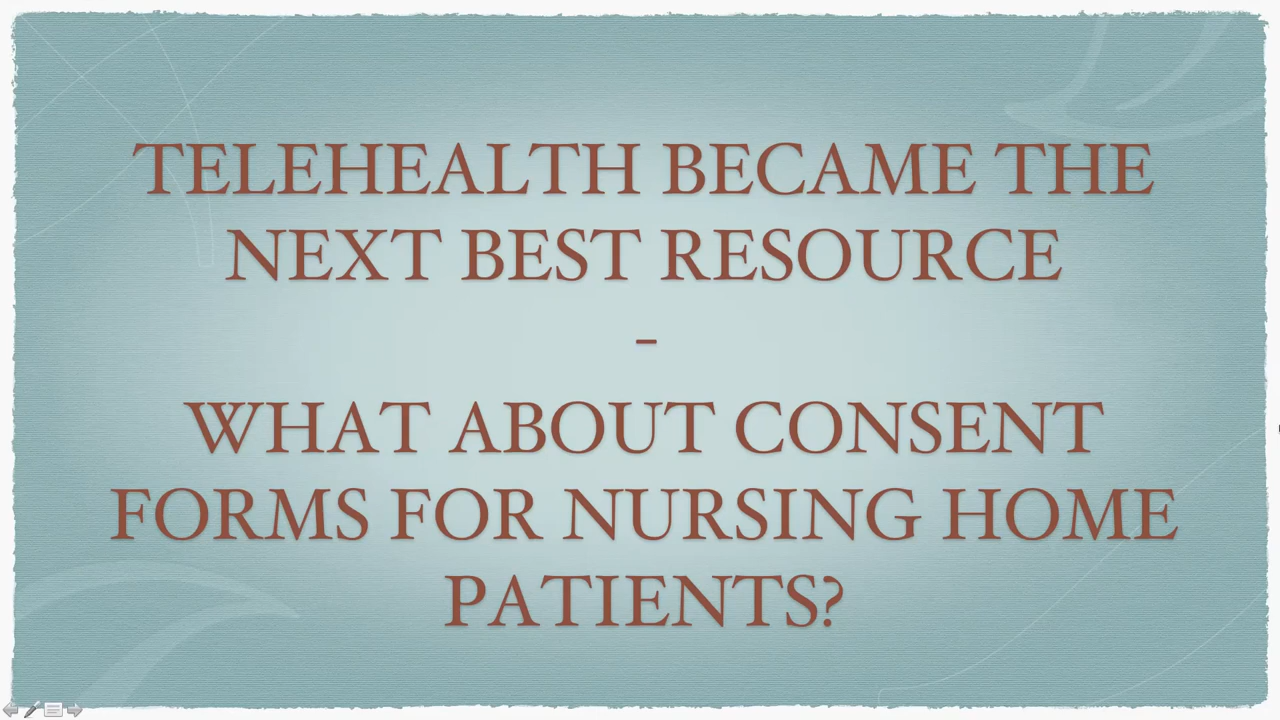 TELEHEALTH BECAME THE
NEXT BEST RESOURCE
-
WHAT ABOUT CONSENT
FORMS FOR NURSING HOME
PATIENTS?